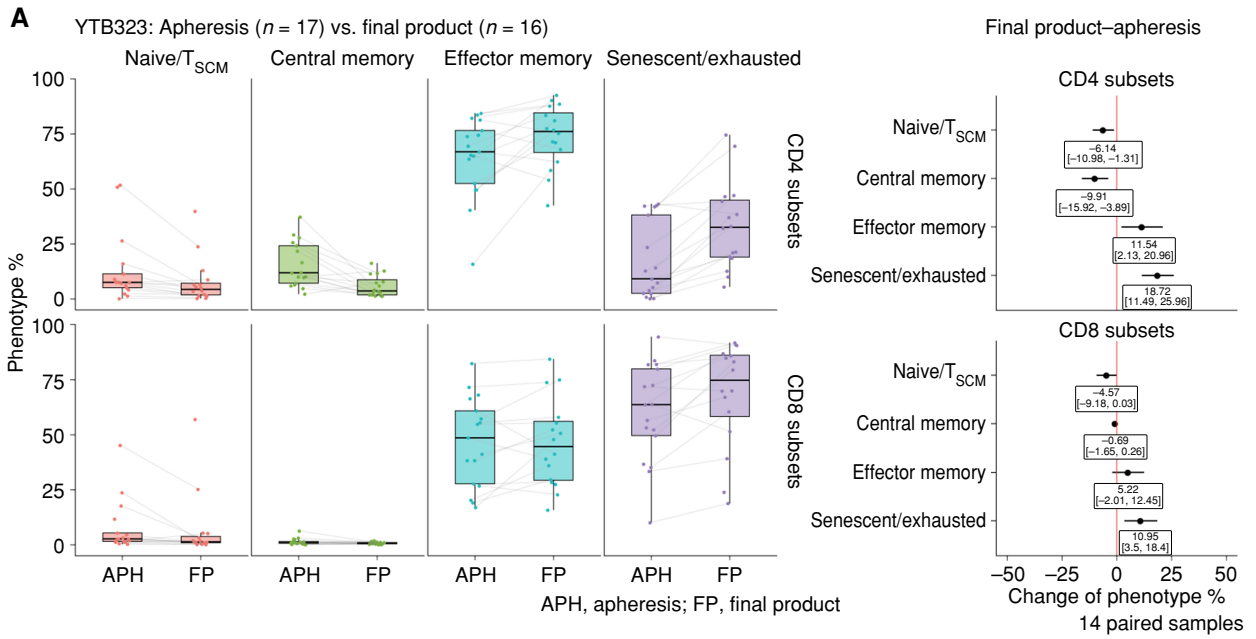 A
YTB323: Apheresis (n = 17) vs. final product (n = 16)
Final product–apheresis
Naive/TSCM
Central memory
Effector memory
Senescent/exhausted
Phenotype %
100
75
50
25
0
CD4 subsets
100
75
50
25
0
CD8 subsets
APH
FP
APH
FP
APH
FP
APH
FP
APH, apheresis; FP, final product
CD4 subsets
Naive/TSCM
−6.14
[−10.98, −1.31]
Central memory
−9.91
[−15.92, −3.89]
Effector memory
11.54
[2.13, 20.96]
Senescent/exhausted
18.72
[11.49, 25.96]
CD8 subsets
Naive/TSCM
−4.57
[−9.18, 0.03]
Central memory
−0.69
[−1.65, 0.26]
Effector memory
5.22
[−2.01, 12.45]
Senescent/exhausted
10.95
[3.5, 18.4]
−50
−25
0
25
50
Change of phenotype %
14 paired samples